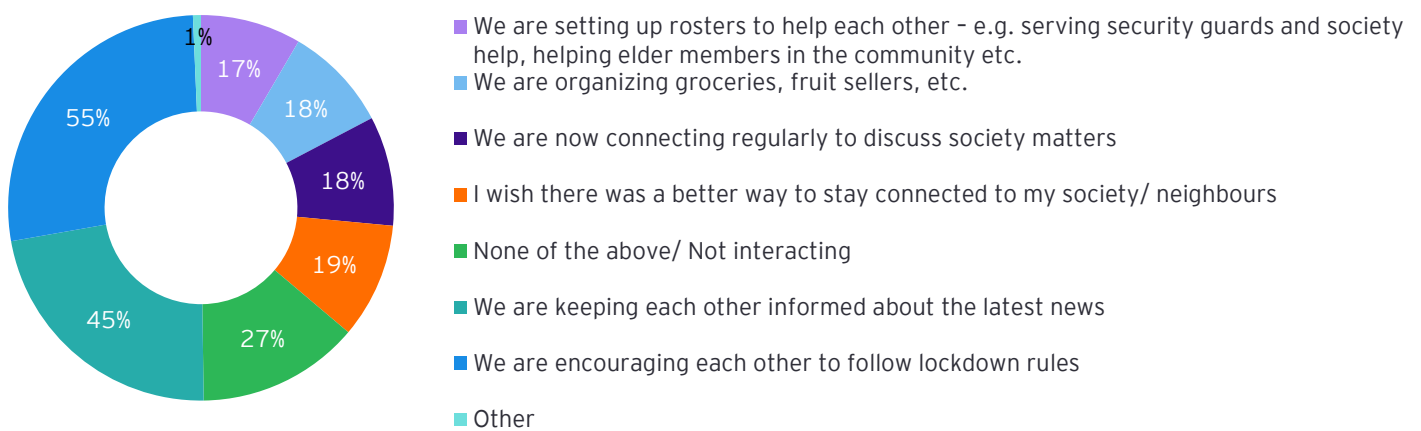 1%
17%
18%
18%
19%
27%
45%
55%
We are setting up rosters to help each other – e.g. serving security guards and society
help, helping elder members in the community etc.
We are organizing groceries, fruit sellers, etc.
We are now connecting regularly to discuss society matters
I wish there was a better way to stay connected to my society/ neighbours
None of the above/ Not interacting
We are keeping each other informed about the latest news
We are encouraging each other to follow lockdown rules
Other